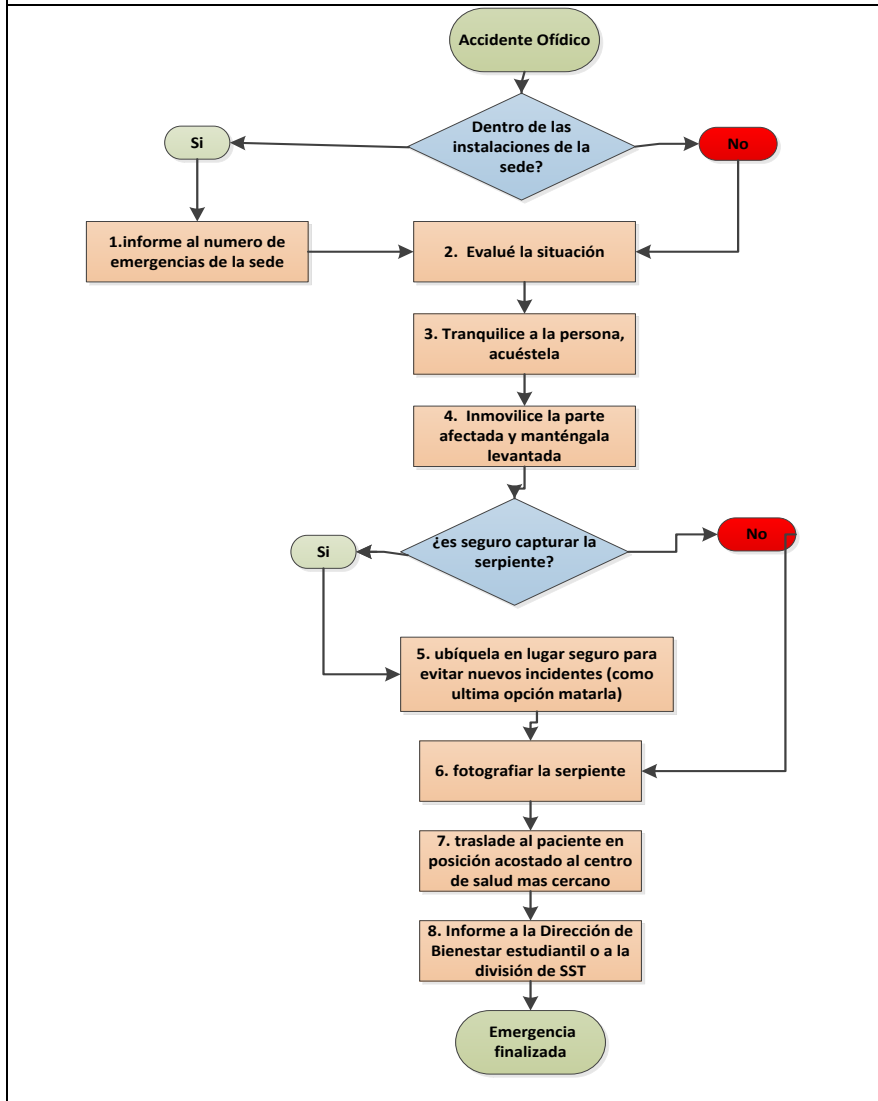 Accidente Ofídico
Dentro de las
instalaciones de la
sede?
Si
No
1.informe al numero de
emergencias de la sede
2. Evalué la situación
3. Tranquilice a la persona,
acuéstela
4. Inmovilice la parte
afectada y manténgala
levantada
¿es seguro capturar la
serpiente?
Si
No
5. ubíquela en lugar seguro para
evitar nuevos incidentes (como
ultima opción matarla)
6. fotografiar la serpiente
7. traslade al paciente en
posición acostado al centro
de salud mas cercano
8. Informe a la Dirección de
Bienestar estudiantil o a la
división de SST
Emergencia
finalizada